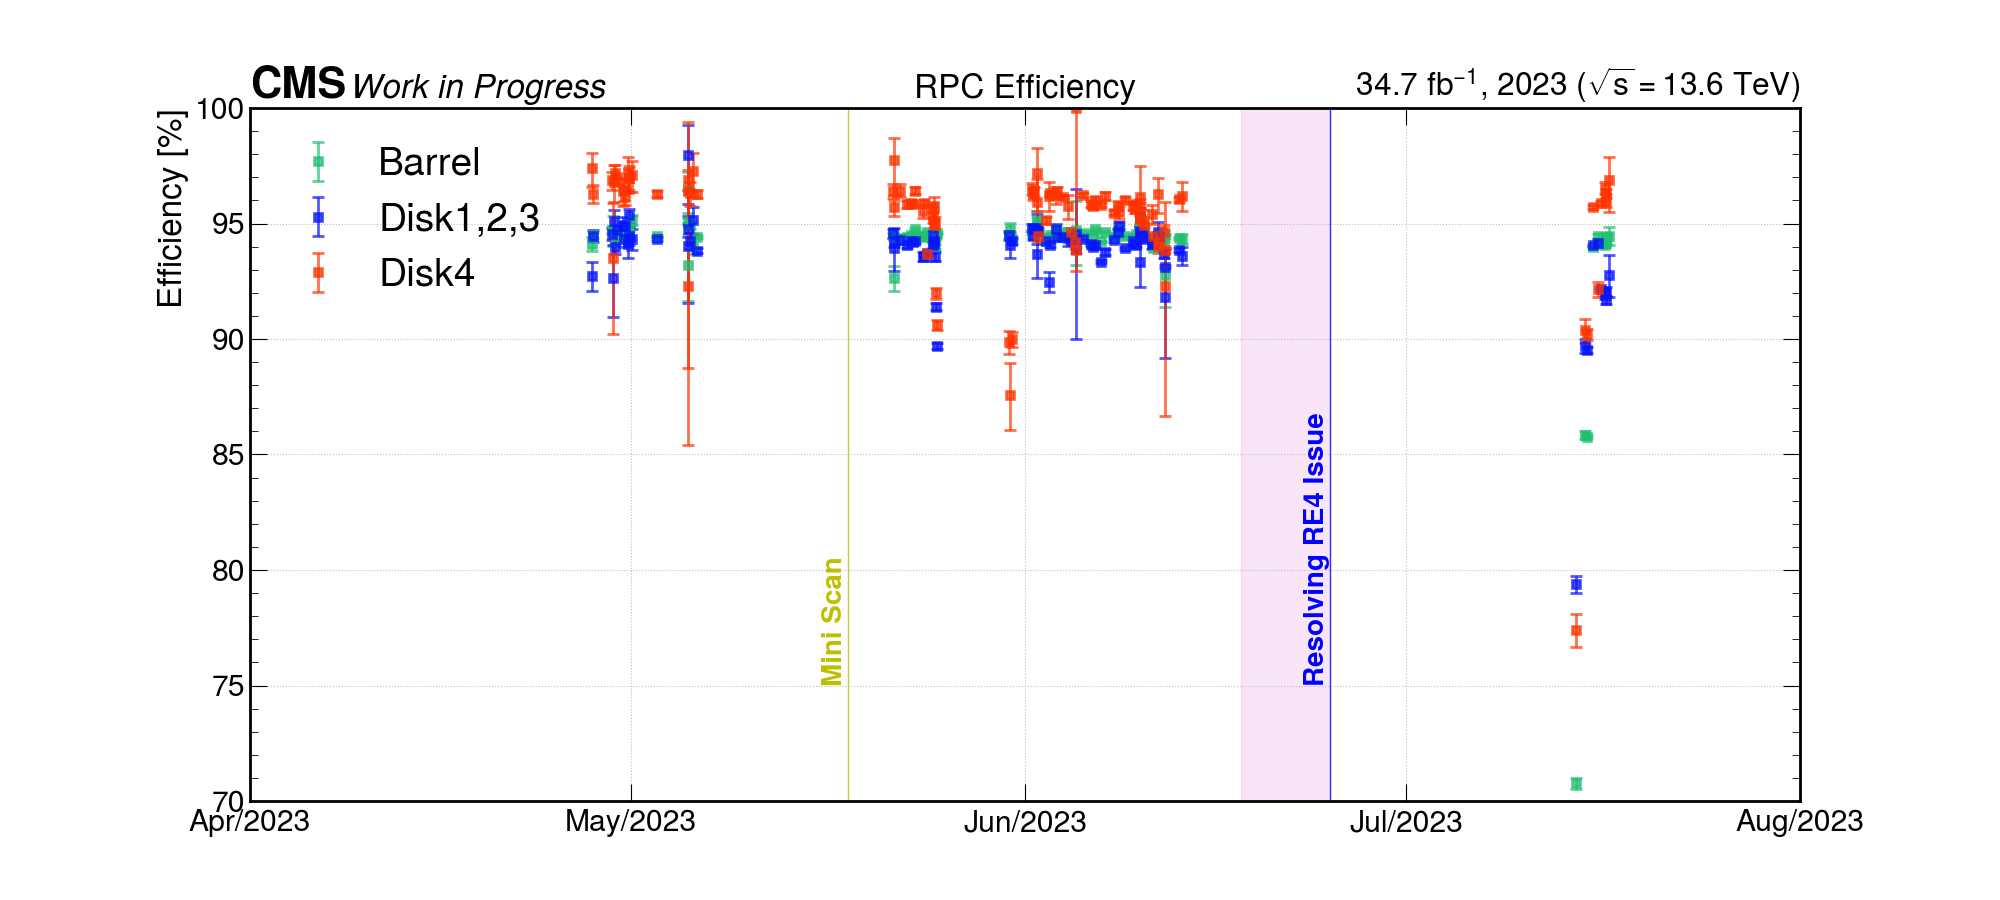 CMS Work in Progress RPC Efficiency 34.7 fb⁻¹, 2023 (√s = 13.6 TeV)
Efficiency [%]
100
95
90
85
80
75
70
Barrel
Disk1,2,3
Disk4
Mini Scan
Resolving RE4 Issue
Apr/2023 May/2023 Jun/2023 Jul/2023 Aug/2023